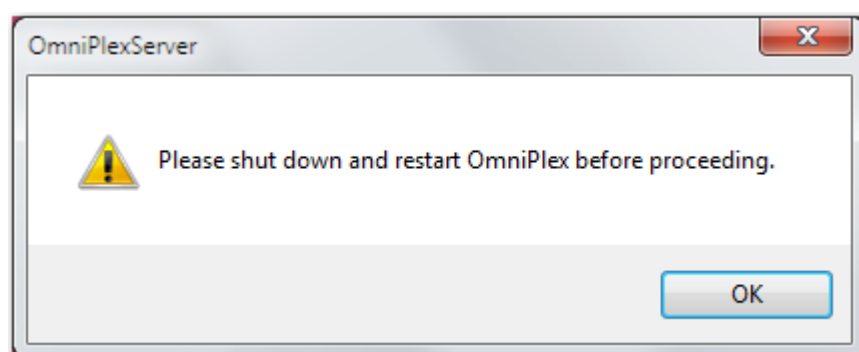 OmniPlexServer
Please shut down and restart OmniPlex before proceeding.
OK